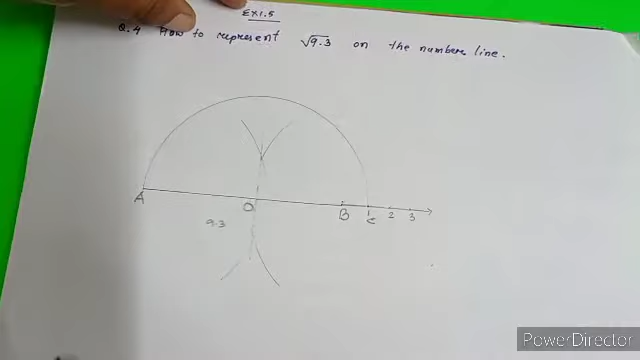 EX1.5
Q.4 How to represent √9.3 on the number line.
A O B C 2 3
9.3
PowerDirector